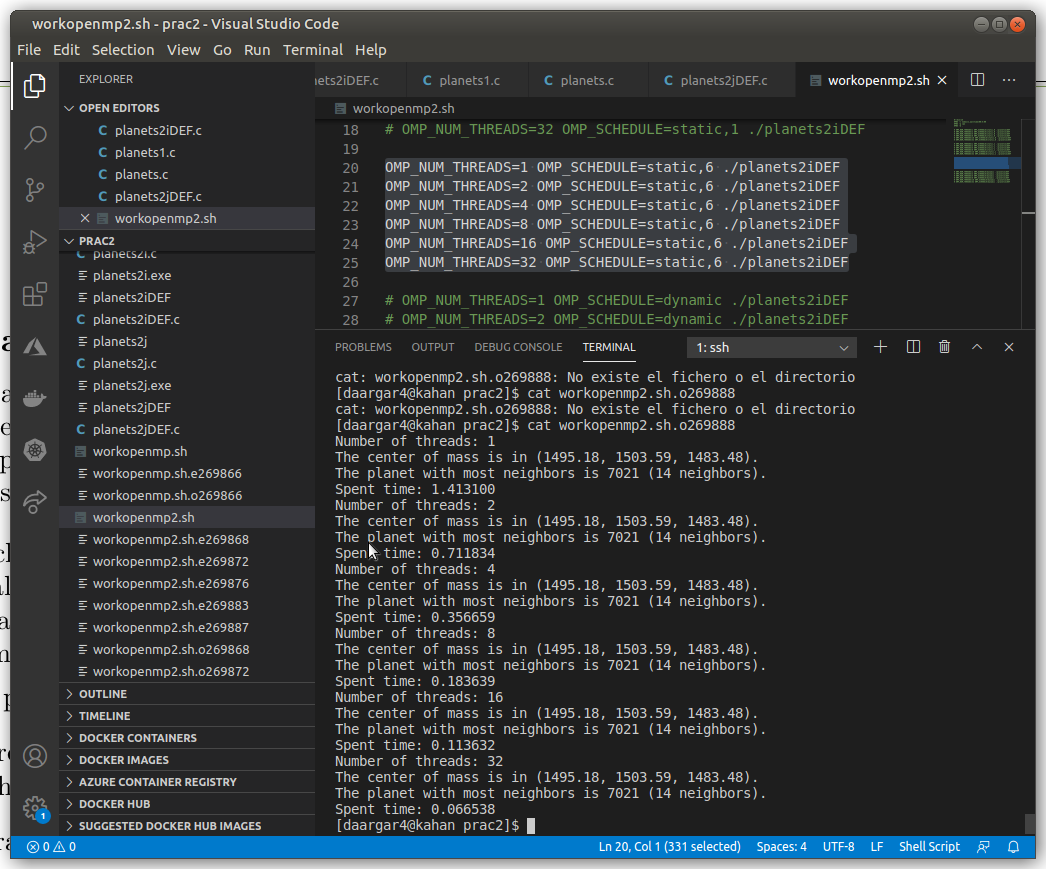 workopenmp2.sh - prac2 - Visual Studio Code
File Edit Selection View Go Run Terminal Help
EXPLORER
OPEN EDITORS
C planets2iDEF.c
C planets1.c
C planets.c
C planets2jDEF.c
workopenmp2.sh
PRAC2
planets2i.c
planets2i.exe
planets2iDEF
C planets2iDEF.c
planets2j
C planets2j.c
planets2j.exe
planets2jDEF
C planets2jDEF.c
workopenmp.sh
workopenmp.sh.e269866
workopenmp.sh.o269866
workopenmp2.sh
workopenmp2.sh.e269868
workopenmp2.sh.e269872
workopenmp2.sh.e269876
workopenmp2.sh.e269883
workopenmp2.sh.e269887
workopenmp2.sh.o269868
workopenmp2.sh.o269872
OUTLINE
TIMELINE
DOCKER CONTAINERS
DOCKER IMAGES
AZURE CONTAINER REGISTRY
DOCKER HUB
SUGGESTED DOCKER HUB IMAGES
nets2iDEF.c C planets1.c C planets.c C planets2jDEF.c workopenmp2.sh
workopenmp2.sh
18 # OMP_NUM_THREADS=32 OMP_SCHEDULE=static,1 ./planets2iDEF
19
20 OMP_NUM_THREADS=1 OMP_SCHEDULE=static,6 ./planets2iDEF
21 OMP_NUM_THREADS=2 OMP_SCHEDULE=static,6 ./planets2iDEF
22 OMP_NUM_THREADS=4 OMP_SCHEDULE=static,6 ./planets2iDEF
23 OMP_NUM_THREADS=8 OMP_SCHEDULE=static,6 ./planets2iDEF
24 OMP_NUM_THREADS=16 OMP_SCHEDULE=static,6 ./planets2iDEF
25 OMP_NUM_THREADS=32 OMP_SCHEDULE=static,6 ./planets2iDEF
26
27 # OMP_NUM_THREADS=1 OMP_SCHEDULE=dynamic ./planets2iDEF
28 # OMP_NUM_THREADS=2 OMP_SCHEDULE=dynamic ./planets2iDEF
PROBLEMS OUTPUT DEBUG CONSOLE TERMINAL 1: ssh
cat: workopenmp2.sh.o269888: No existe el fichero o el directorio
[daargar4@kahan prac2]$ cat workopenmp2.sh.o269888
cat: workopenmp2.sh.o269888: No existe el fichero o el directorio
[daargar4@kahan prac2]$ cat workopenmp2.sh.o269888
Number of threads: 1
The center of mass is in (1495.18, 1503.59, 1483.48).
The planet with most neighbors is 7021 (14 neighbors).
Spent time: 1.413100
Number of threads: 2
The center of mass is in (1495.18, 1503.59, 1483.48).
The planet with most neighbors is 7021 (14 neighbors).
Spent time: 0.711834
Number of threads: 4
The center of mass is in (1495.18, 1503.59, 1483.48).
The planet with most neighbors is 7021 (14 neighbors).
Spent time: 0.356659
Number of threads: 8
The center of mass is in (1495.18, 1503.59, 1483.48).
The planet with most neighbors is 7021 (14 neighbors).
Spent time: 0.183639
Number of threads: 16
The center of mass is in (1495.18, 1503.59, 1483.48).
The planet with most neighbors is 7021 (14 neighbors).
Spent time: 0.113632
Number of threads: 32
The center of mass is in (1495.18, 1503.59, 1483.48).
The planet with most neighbors is 7021 (14 neighbors).
Spent time: 0.066538
[daargar4@kahan prac2]$
1
0 0 Ln 20, Col 1 (331 selected) Spaces: 4 UTF-8 LF Shell Script